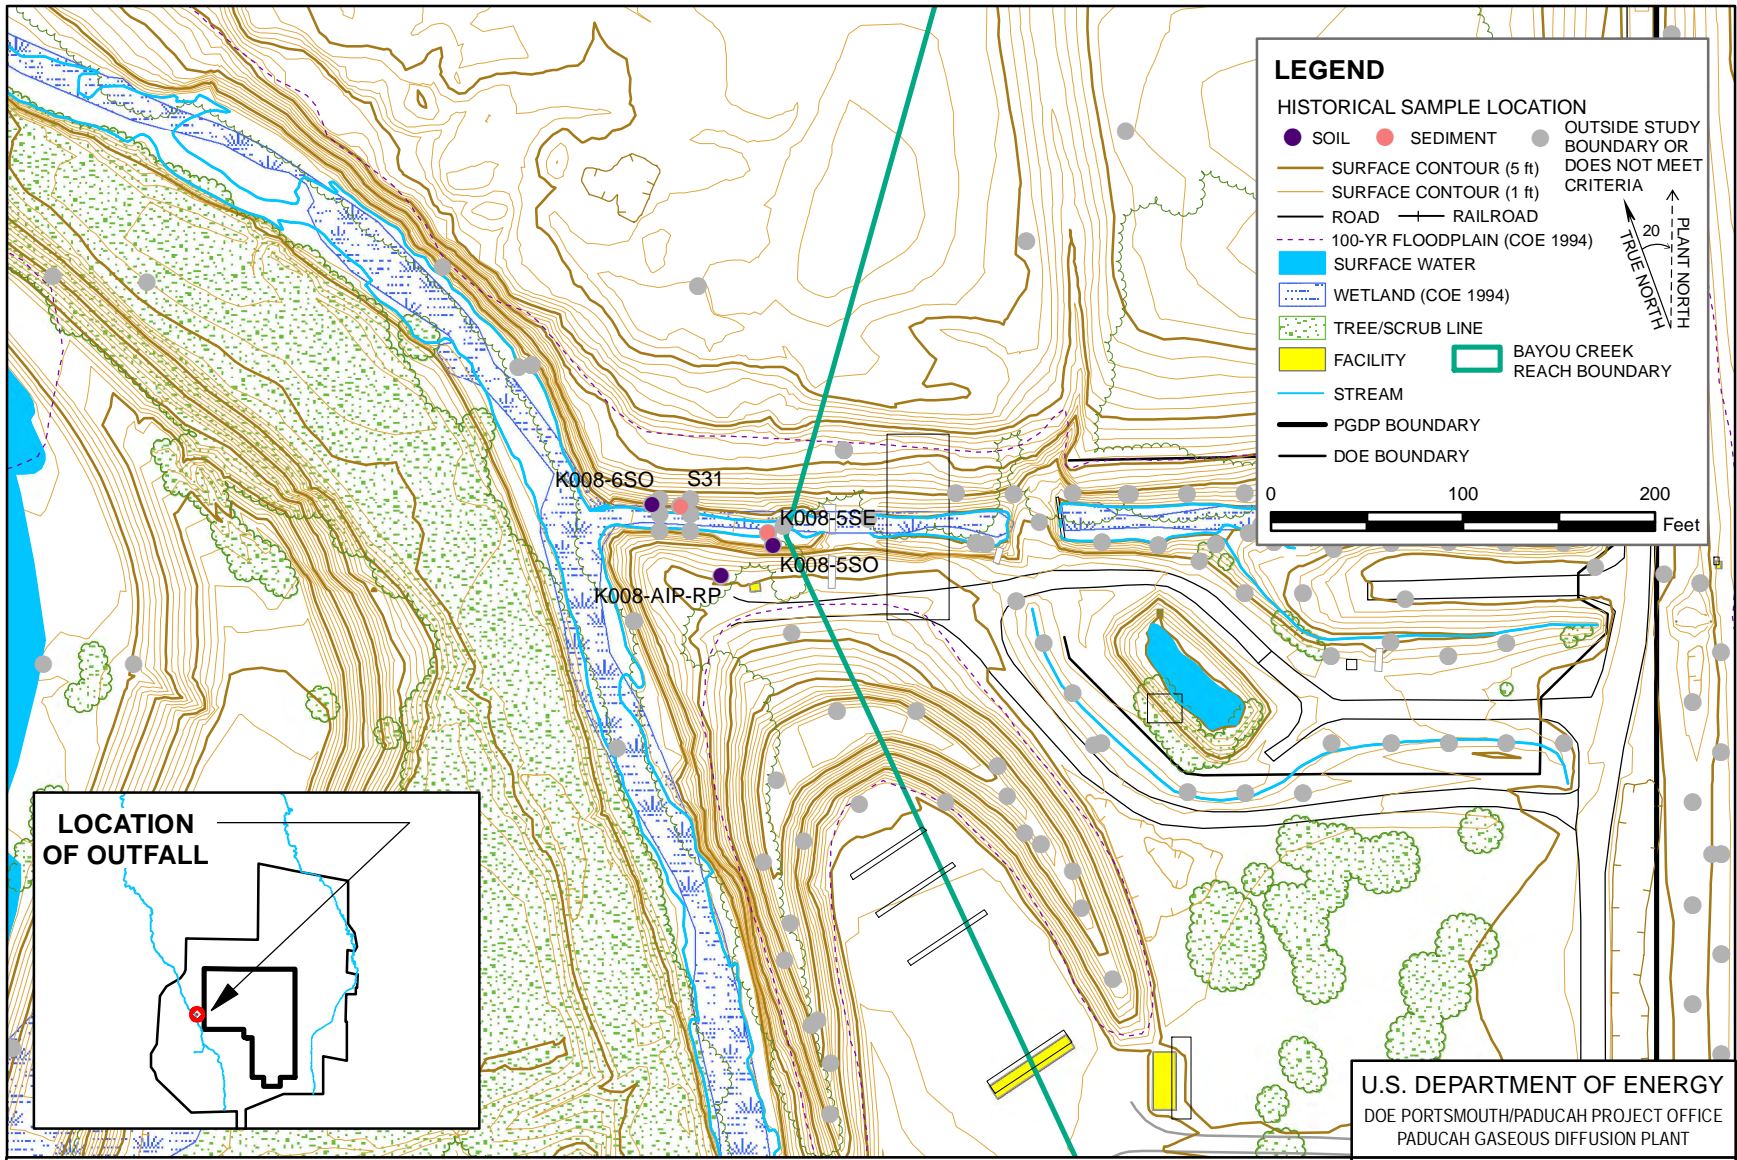 LEGEND
HISTORICAL SAMPLE LOCATION
SOIL
SEDIMENT
OUTSIDE STUDY
BOUNDARY OR
DOES NOT MEET
CRITERIA
SURFACE CONTOUR (5 ft)
SURFACE CONTOUR (1 ft)
ROAD
RAILROAD
100-YR FLOODPLAIN (COE 1994)
SURFACE WATER
WETLAND (COE 1994)
TREE/SCRUB LINE
FACILITY
BAYOU CREEK
REACH BOUNDARY
STREAM
PGDP BOUNDARY
DOE BOUNDARY
20
TRUE NORTH
PLANT NORTH
0 100 200
Feet
K008-6SO
S31
K008-5SE
K008-5SO
K008-AIP-RP
LOCATION
OF OUTFALL
U.S. DEPARTMENT OF ENERGY
DOE PORTSMOUTH/PADUCAH PROJECT OFFICE
PADUCAH GASEOUS DIFFUSION PLANT